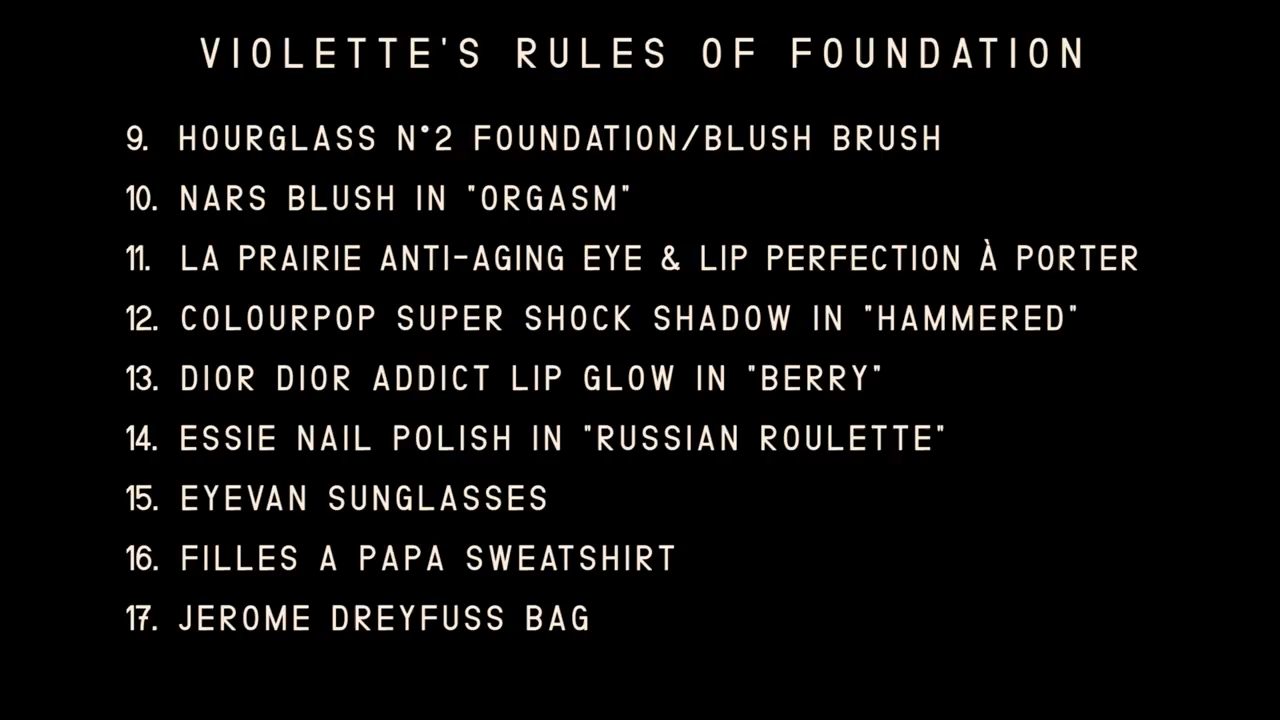 VIOLETTE'S RULES OF FOUNDATION
9. HOURGLASS N°2 FOUNDATION/BLUSH BRUSH
10. NARS BLUSH IN "ORGASM"
11. LA PRAIRIE ANTI-AGING EYE & LIP PERFECTION À PORTER
12. COLOURPOP SUPER SHOCK SHADOW IN "HAMMERED"
13. DIOR DIOR ADDICT LIP GLOW IN "BERRY"
14. ESSIE NAIL POLISH IN "RUSSIAN ROULETTE"
15. EYEVAN SUNGLASSES
16. FILLES A PAPA SWEATSHIRT
17. JEROME DREYFUSS BAG